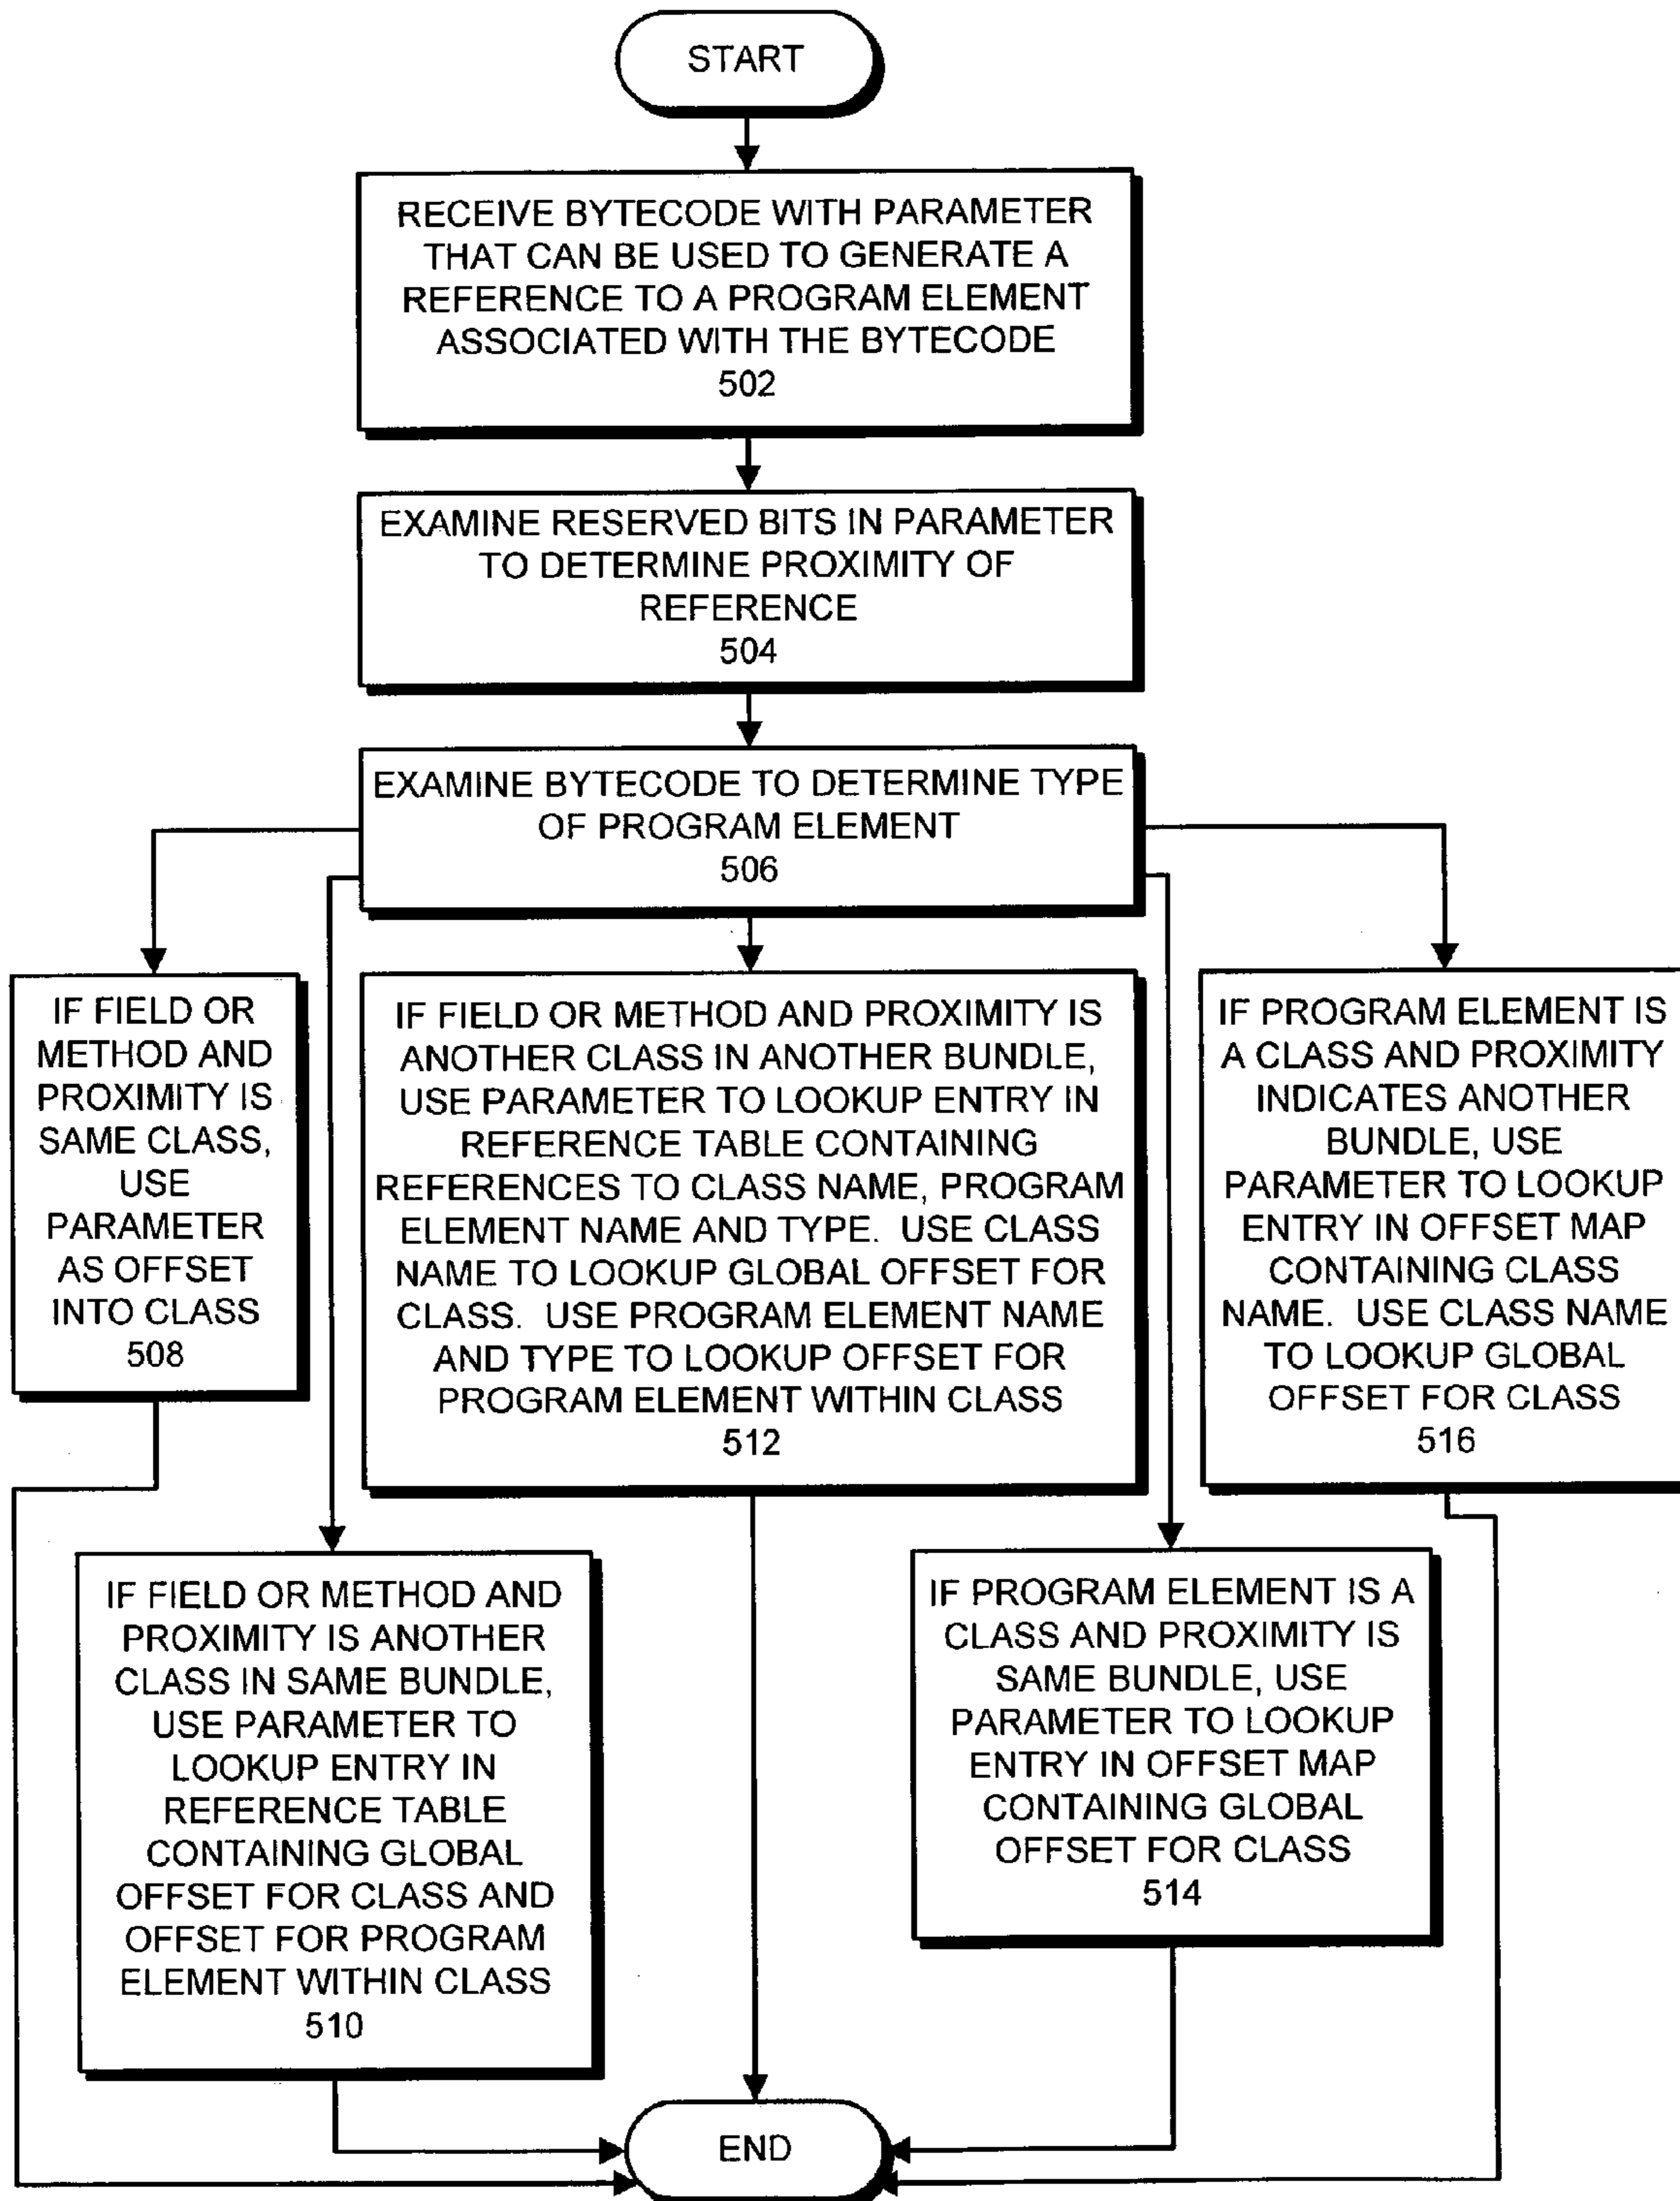 START
RECEIVE BYTECODE WITH PARAMETER
THAT CAN BE USED TO GENERATE A
REFERENCE TO A PROGRAM ELEMENT
ASSOCIATED WITH THE BYTECODE
502
EXAMINE RESERVED BITS IN PARAMETER
TO DETERMINE PROXIMITY OF
REFERENCE
504
EXAMINE BYTECODE TO DETERMINE TYPE
OF PROGRAM ELEMENT
506
IF FIELD OR
METHOD AND
PROXIMITY IS
SAME CLASS,
USE
PARAMETER
AS OFFSET
INTO CLASS
508
IF FIELD OR METHOD AND PROXIMITY IS
ANOTHER CLASS IN ANOTHER BUNDLE,
USE PARAMETER TO LOOKUP ENTRY IN
REFERENCE TABLE CONTAINING
REFERENCES TO CLASS NAME, PROGRAM
ELEMENT NAME AND TYPE. USE CLASS
NAME TO LOOKUP GLOBAL OFFSET FOR
CLASS. USE PROGRAM ELEMENT NAME
AND TYPE TO LOOKUP OFFSET FOR
PROGRAM ELEMENT WITHIN CLASS
512
IF PROGRAM ELEMENT IS
A CLASS AND PROXIMITY
INDICATES ANOTHER
BUNDLE, USE
PARAMETER TO LOOKUP
ENTRY IN OFFSET MAP
CONTAINING CLASS
NAME. USE CLASS NAME
TO LOOKUP GLOBAL
OFFSET FOR CLASS
516
IF FIELD OR METHOD AND
PROXIMITY IS ANOTHER
CLASS IN SAME BUNDLE,
USE PARAMETER TO
LOOKUP ENTRY IN
REFERENCE TABLE
CONTAINING GLOBAL
OFFSET FOR CLASS AND
OFFSET FOR PROGRAM
ELEMENT WITHIN CLASS
510
IF PROGRAM ELEMENT IS A
CLASS AND PROXIMITY IS
SAME BUNDLE, USE
PARAMETER TO LOOKUP
ENTRY IN OFFSET MAP
CONTAINING GLOBAL
OFFSET FOR CLASS
514
END